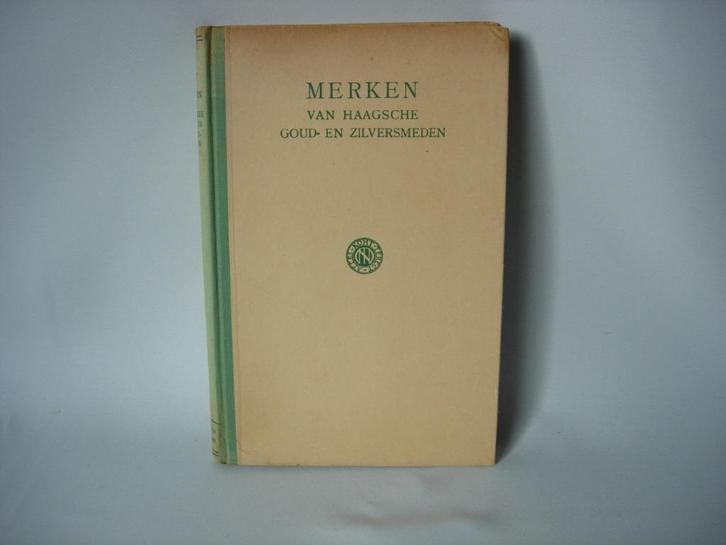 MERKEN
VAN HAAGSCHE
GOUD- EN ZILVERSMEDEN